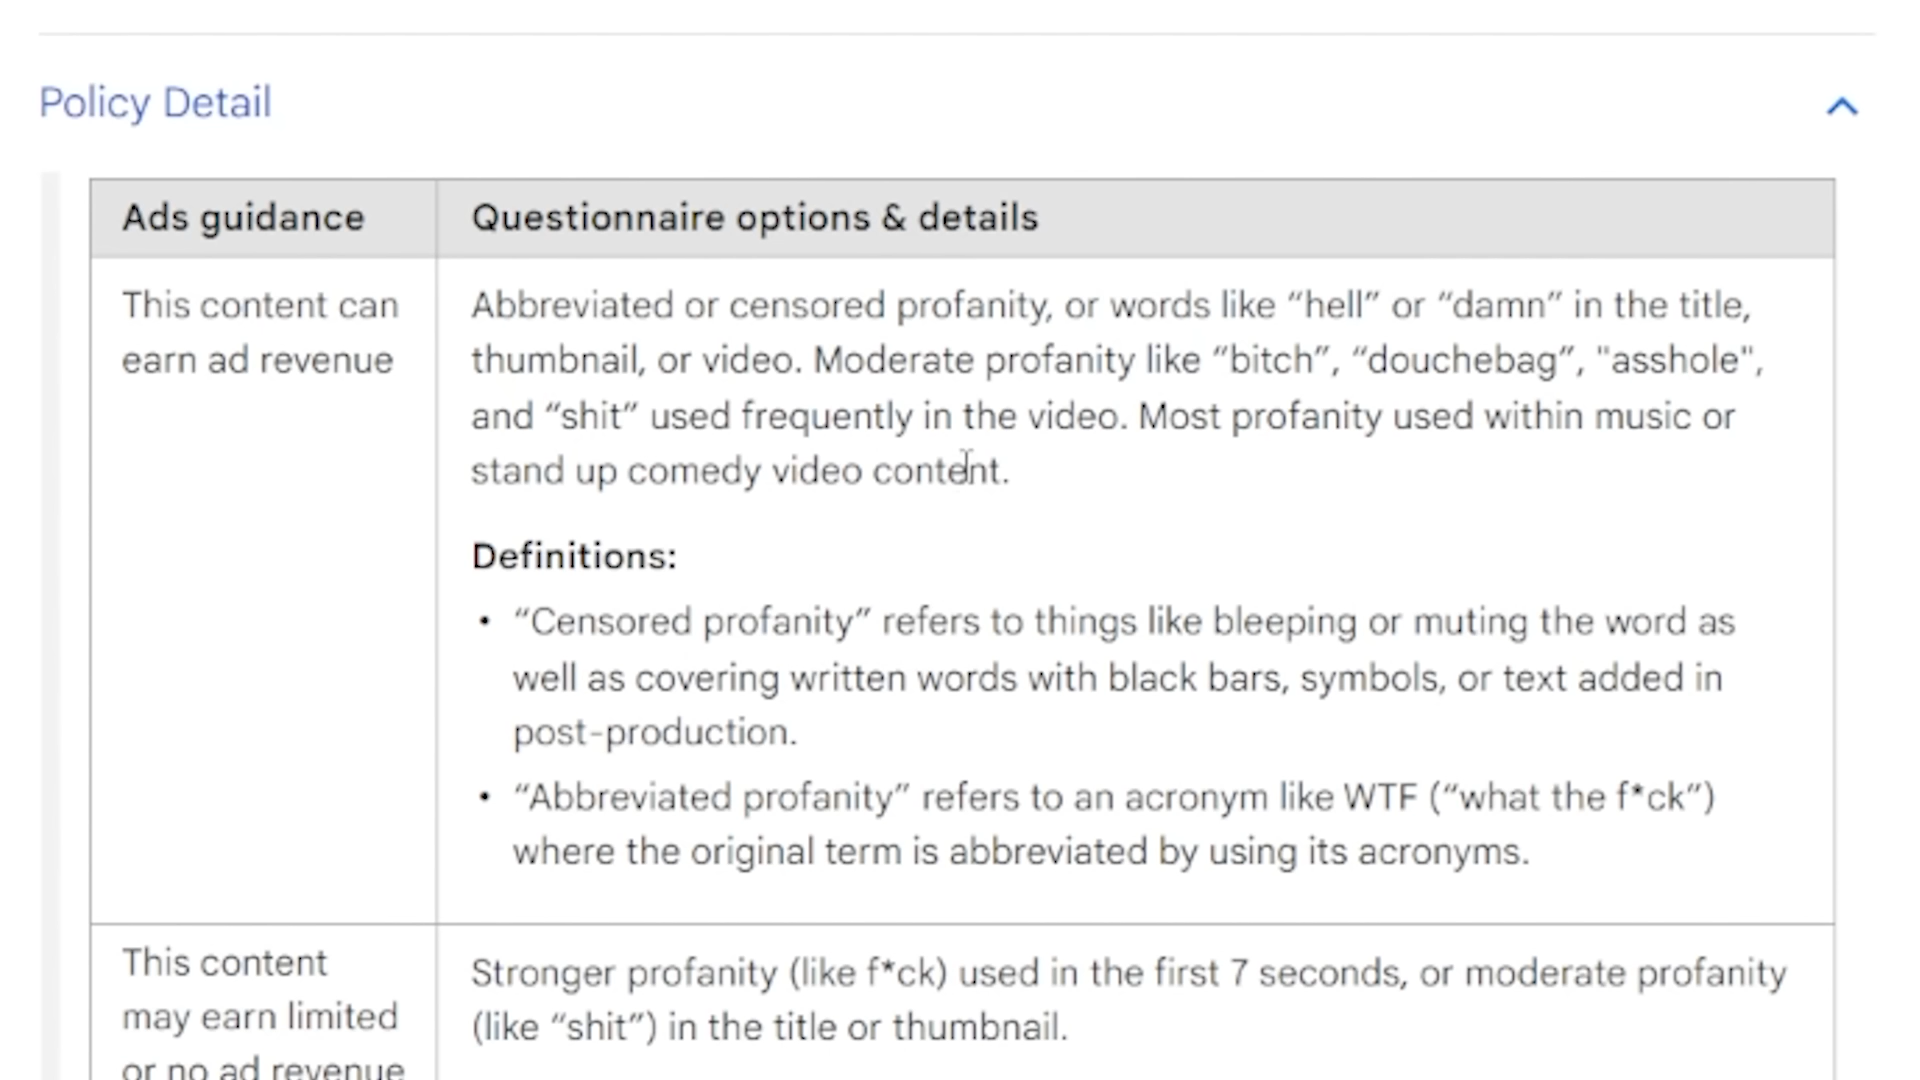 Policy Detail
Ads guidance
Questionnaire options & details
This content can
earn ad revenue
Abbreviated or censored profanity, or words like “hell” or “damn” in the title,
thumbnail, or video. Moderate profanity like “bitch”, “douchebag”, "asshole",
and “shit” used frequently in the video. Most profanity used within music or
stand up comedy video content.
Definitions:
• “Censored profanity” refers to things like bleeping or muting the word as
well as covering written words with black bars, symbols, or text added in
post-production.
• “Abbreviated profanity” refers to an acronym like WTF (“what the f*ck”)
where the original term is abbreviated by using its acronyms.
This content
may earn limited
or no ad revenue
Stronger profanity (like f*ck) used in the first 7 seconds, or moderate profanity
(like “shit”) in the title or thumbnail.